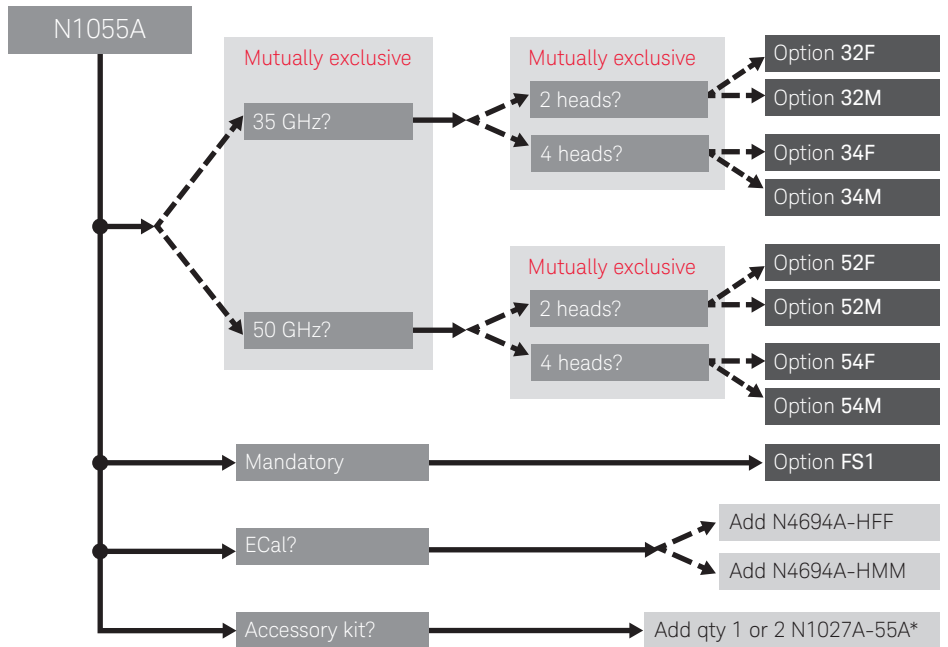 N1055A
Mutually exclusive
35 GHz?
50 GHz?
Mutually exclusive
2 heads?
4 heads?
Option 32F
Option 32M
Option 34F
Option 34M
Mutually exclusive
2 heads?
4 heads?
Option 52F
Option 52M
Option 54F
Option 54M
Mandatory
Option FS1
ECal?
Add N4694A-HFF
Add N4694A-HMM
Accessory kit?
Add qty 1 or 2 N1027A-55A*